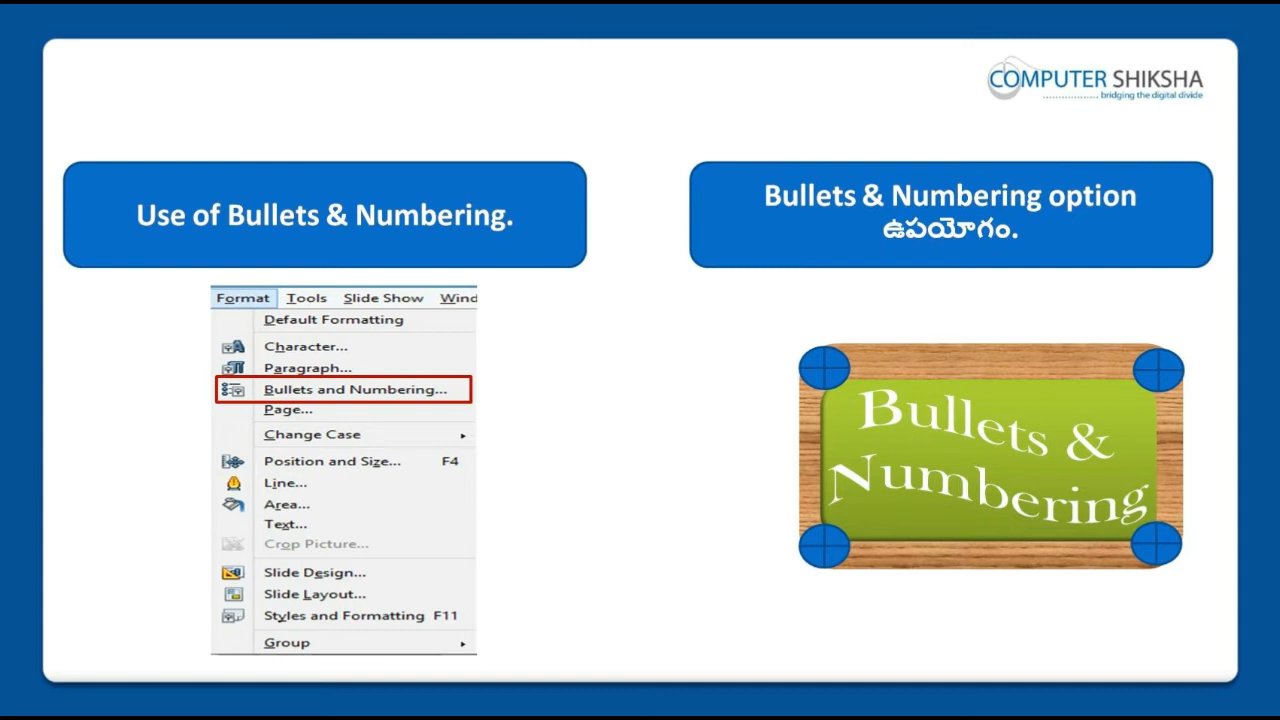 COMPUTER SHIKSHA
................... bridging the digital divide
Use of Bullets & Numbering.
Bullets & Numbering option
ఉపయోగం.
Format Tools Slide Show Wind
Default Formatting
Character...
Paragraph...
Bullets and Numbering...
Page...
Change Case
Position and Size... F4
Line...
Area...
Text...
Crop Picture...
Slide Design...
Slide Layout...
Styles and Formatting F11
Group
Bullets &
Numbering